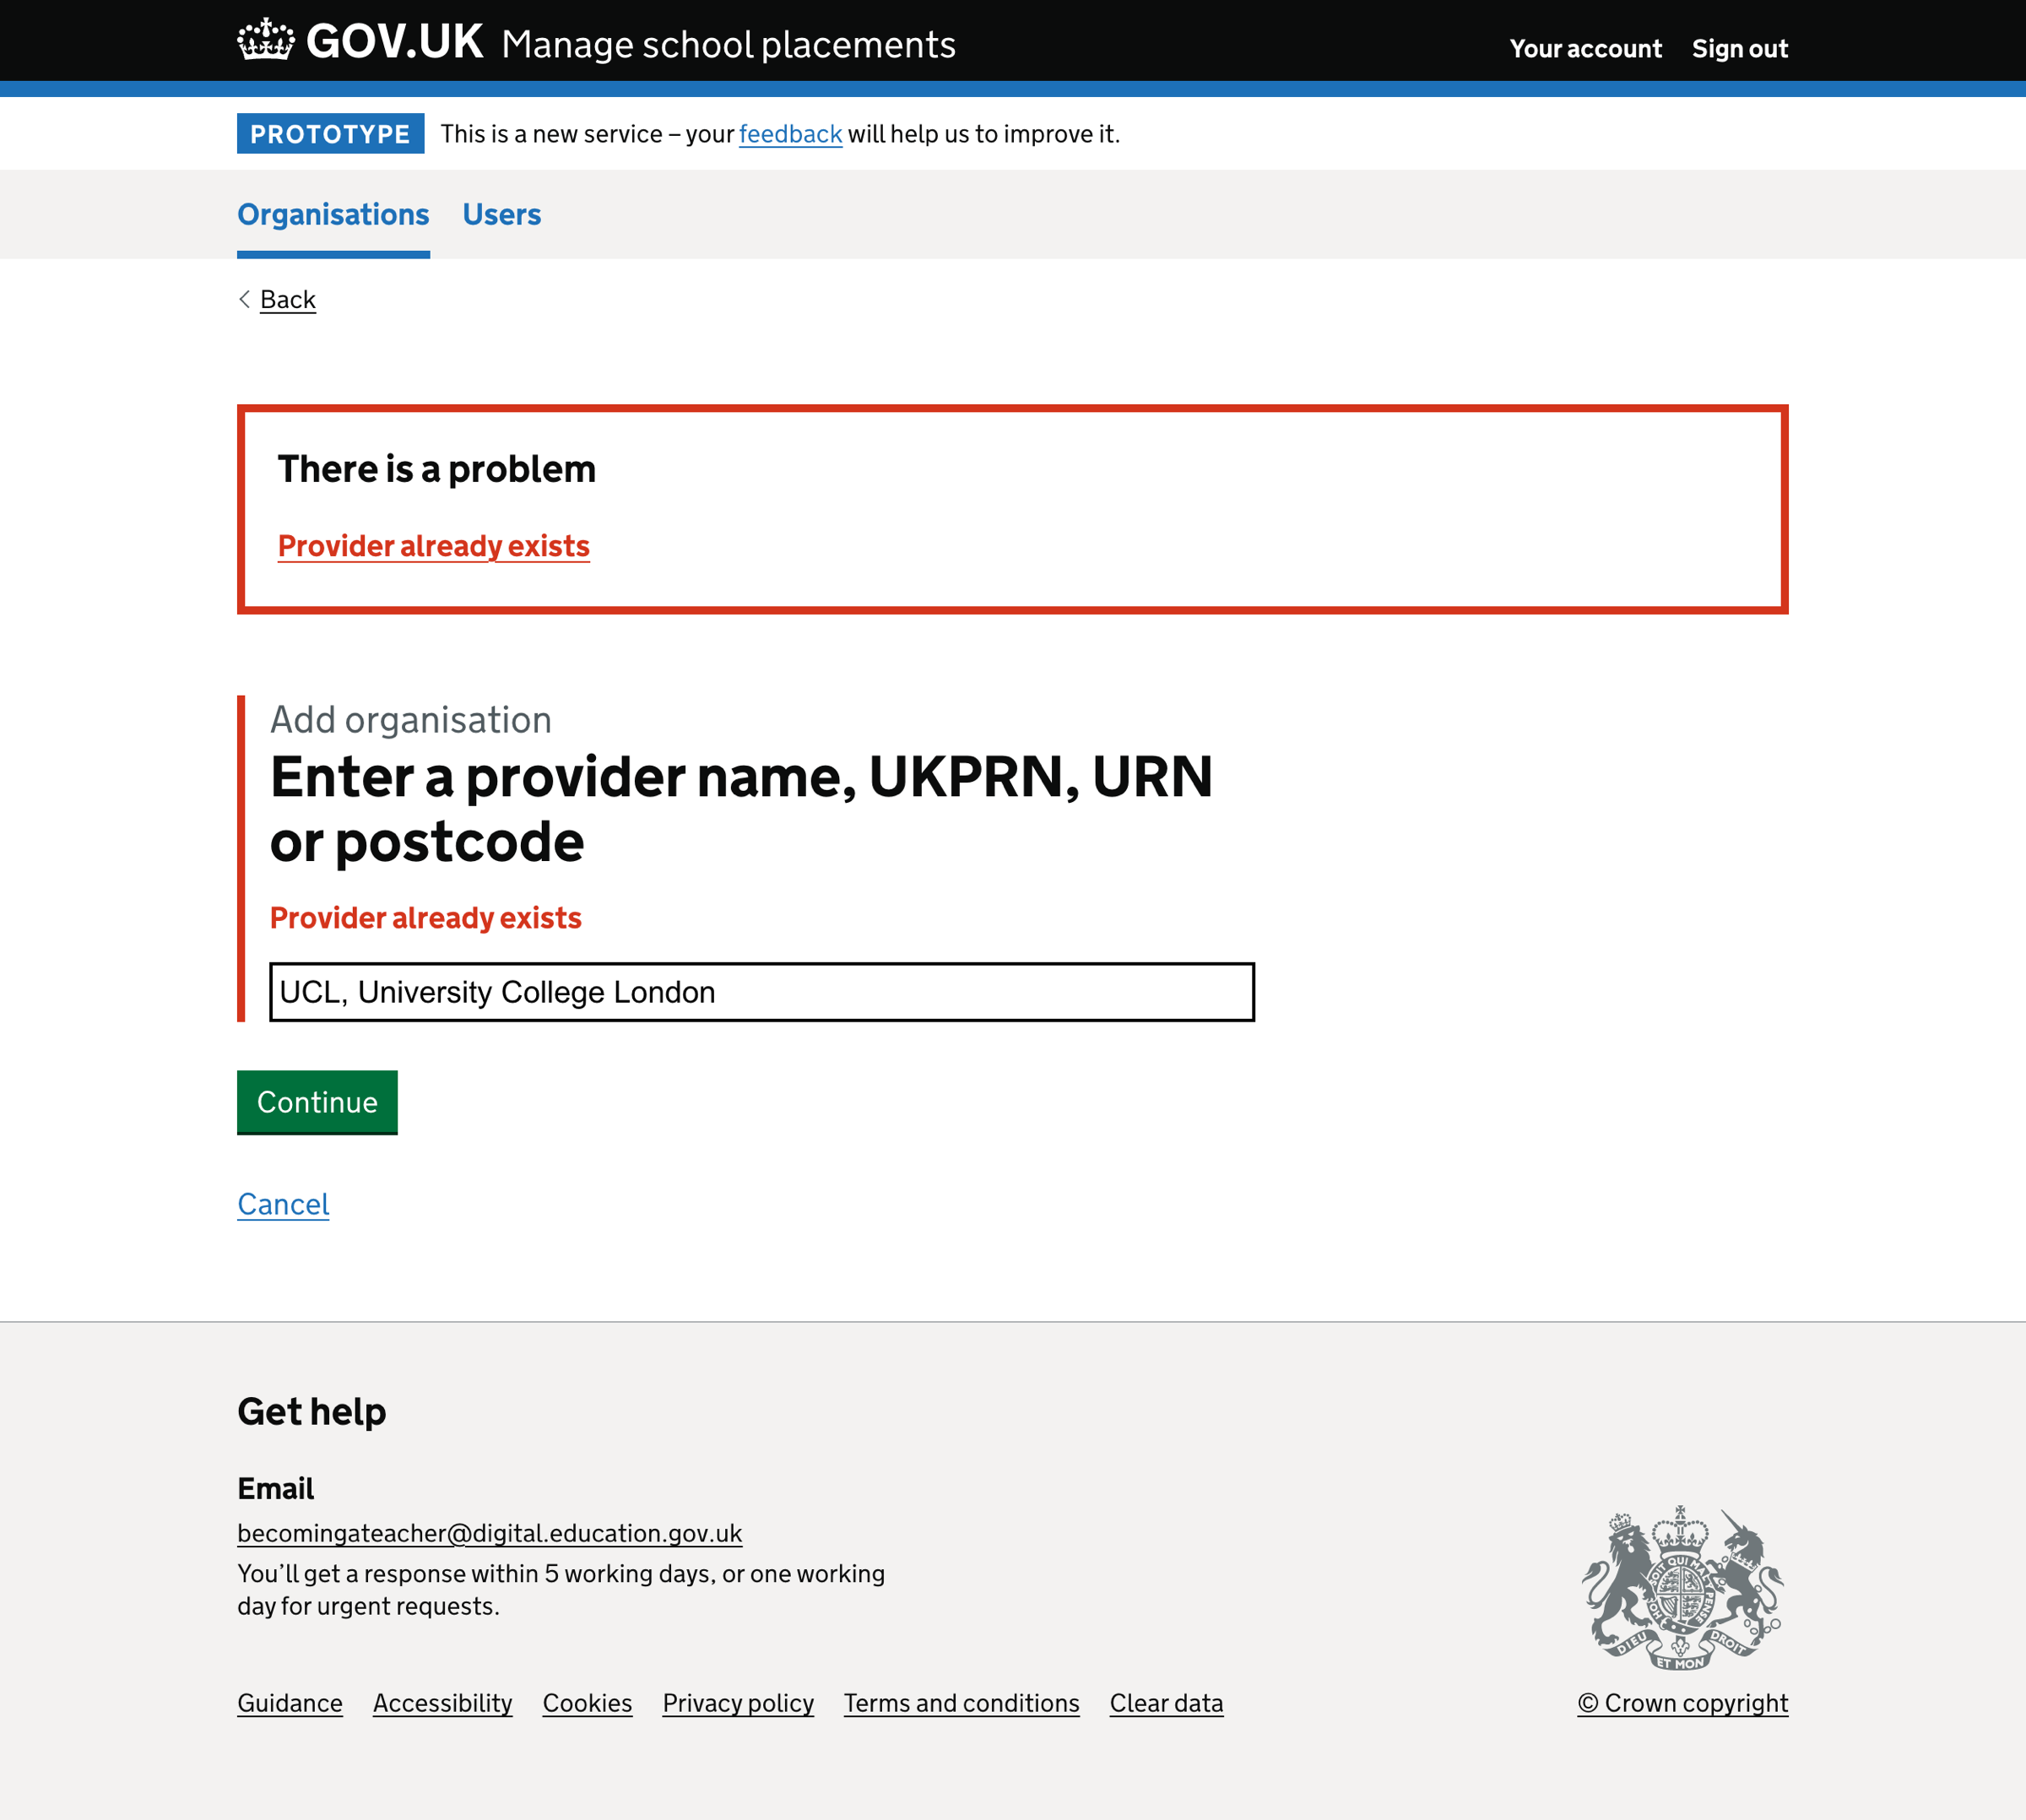 GOV.UK Manage school placements
Your account Sign out
PROTOTYPE This is a new service – your feedback will help us to improve it.
Organisations Users
Back
There is a problem
Provider already exists
Add organisation
Enter a provider name, UKPRN, URN
or postcode
Provider already exists
UCL, University College London
Continue
Cancel
Get help
Email
becomingateacher@digital.education.gov.uk
You’ll get a response within 5 working days, or one working
day for urgent requests.
DIEU ET MON DROIT
Guidance Accessibility Cookies Privacy policy Terms and conditions Clear data
© Crown copyright